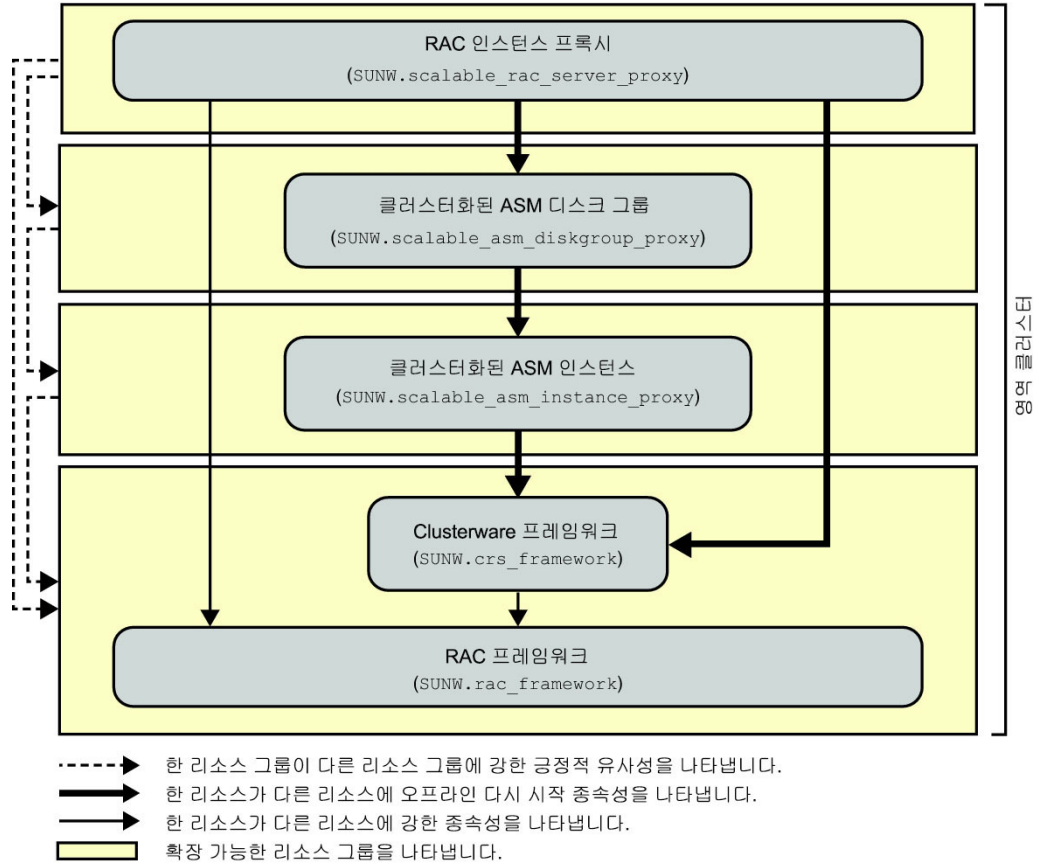 RAC 인스턴스 프록시
(SUNW.scalable_rac_server_proxy)
클러스터화된 ASM 디스크 그룹
(SUNW.scalable_asm_diskgroup_proxy)
클러스터화된 ASM 인스턴스
(SUNW.scalable_asm_instance_proxy)
Clusterware 프레임워크
(SUNW.crs_framework)
RAC 프레임워크
(SUNW.rac_framework)
영역 클러스터
한 리소스 그룹이 다른 리소스 그룹에 강한 긍정적 유사성을 나타냅니다.
한 리소스가 다른 리소스에 오프라인 다시 시작 종속성을 나타냅니다.
한 리소스가 다른 리소스에 강한 종속성을 나타냅니다.
확장 가능한 리소스 그룹을 나타냅니다.